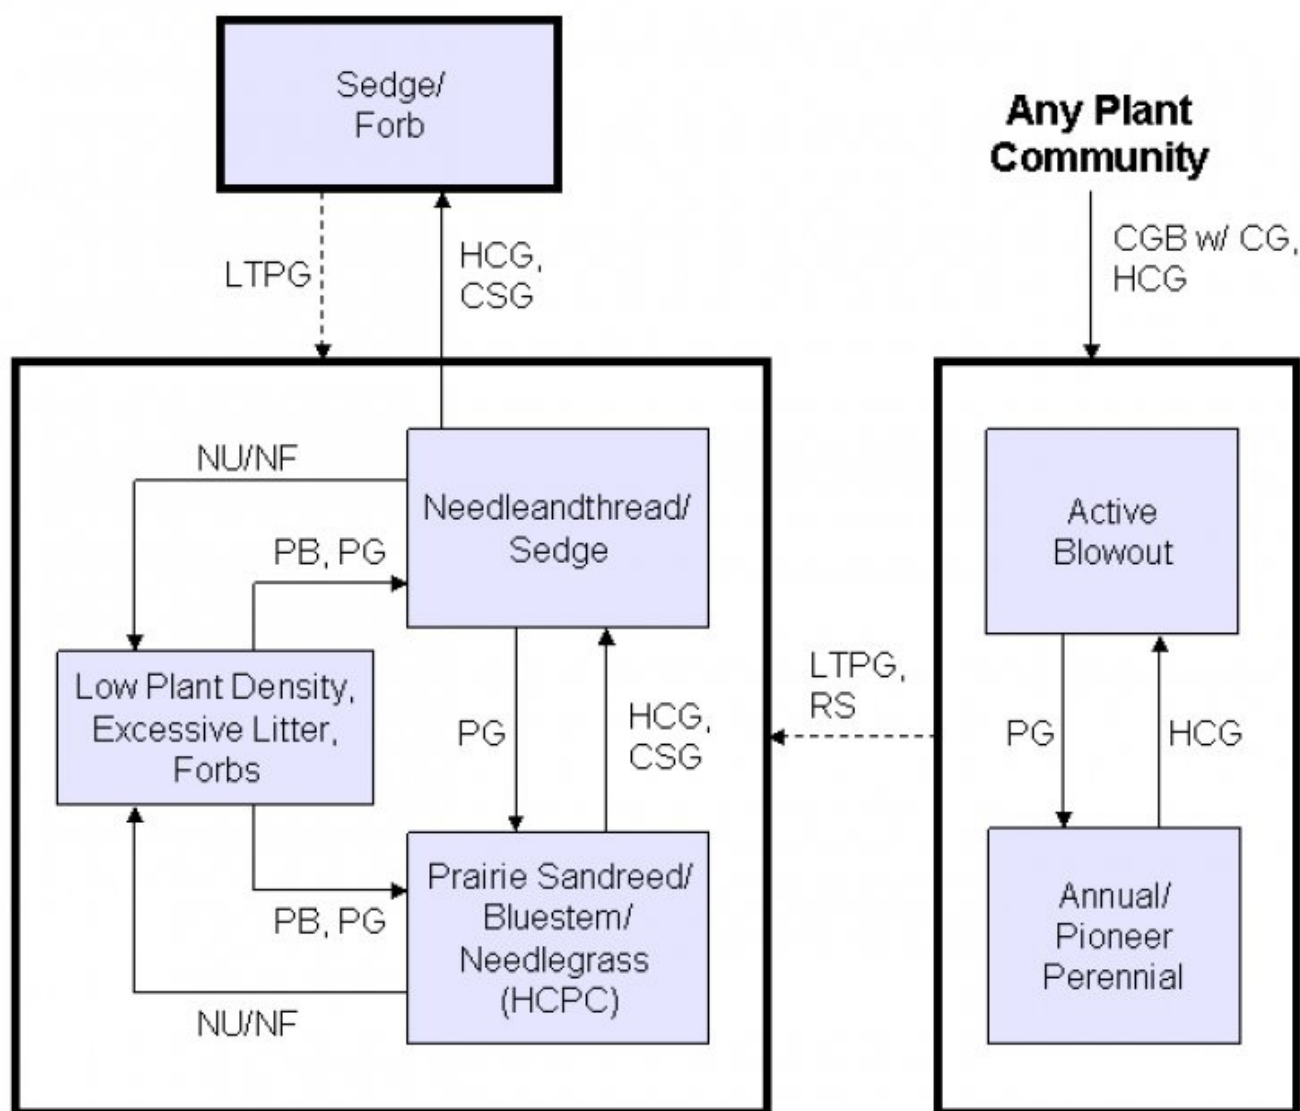 Sedge/
Forb
Any Plant
Community
LTPG
HCG,
CSG
CGB w/ CG,
HCG
NU/NF
Needleandthread/
Sedge
PB, PG
Active
Blowout
Low Plant Density,
Excessive Litter,
Forbs
PG
HCG,
CSG
LTPG,
RS
PG
HCG
Prairie Sandreed/
Bluestem/
Needlegrass
(HCPC)
PB, PG
NU/NF
Annual/
Pioneer
Perennial